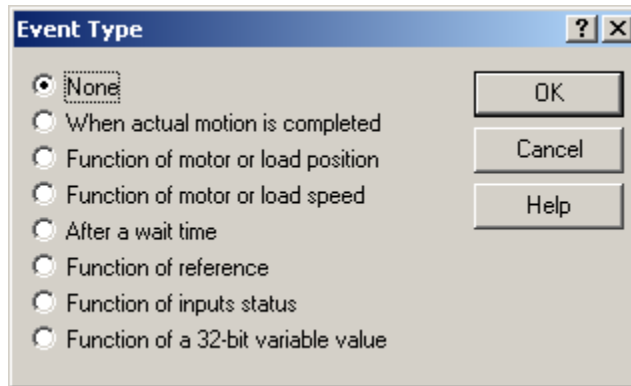 Event Type
None
OK
When actual motion is completed
Function of motor or load position
Cancel
Function of motor or load speed
Help
After a wait time
Function of reference
Function of inputs status
Function of a 32-bit variable value